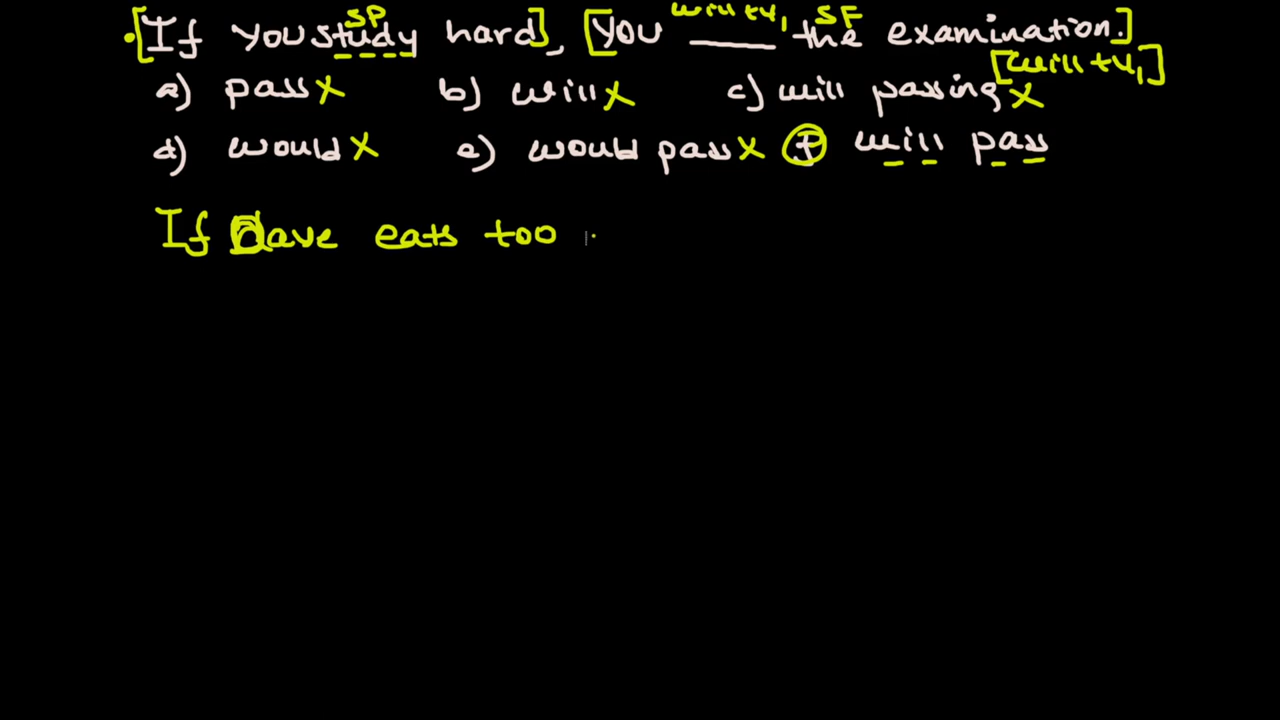 will+V₁ SF
SP
.[If you study hard], [you ____ the examination.]
[will+V₁]
a) pass X b) will X c) will passing X
d) would X e) would pass X f will pass
If Dave eats too